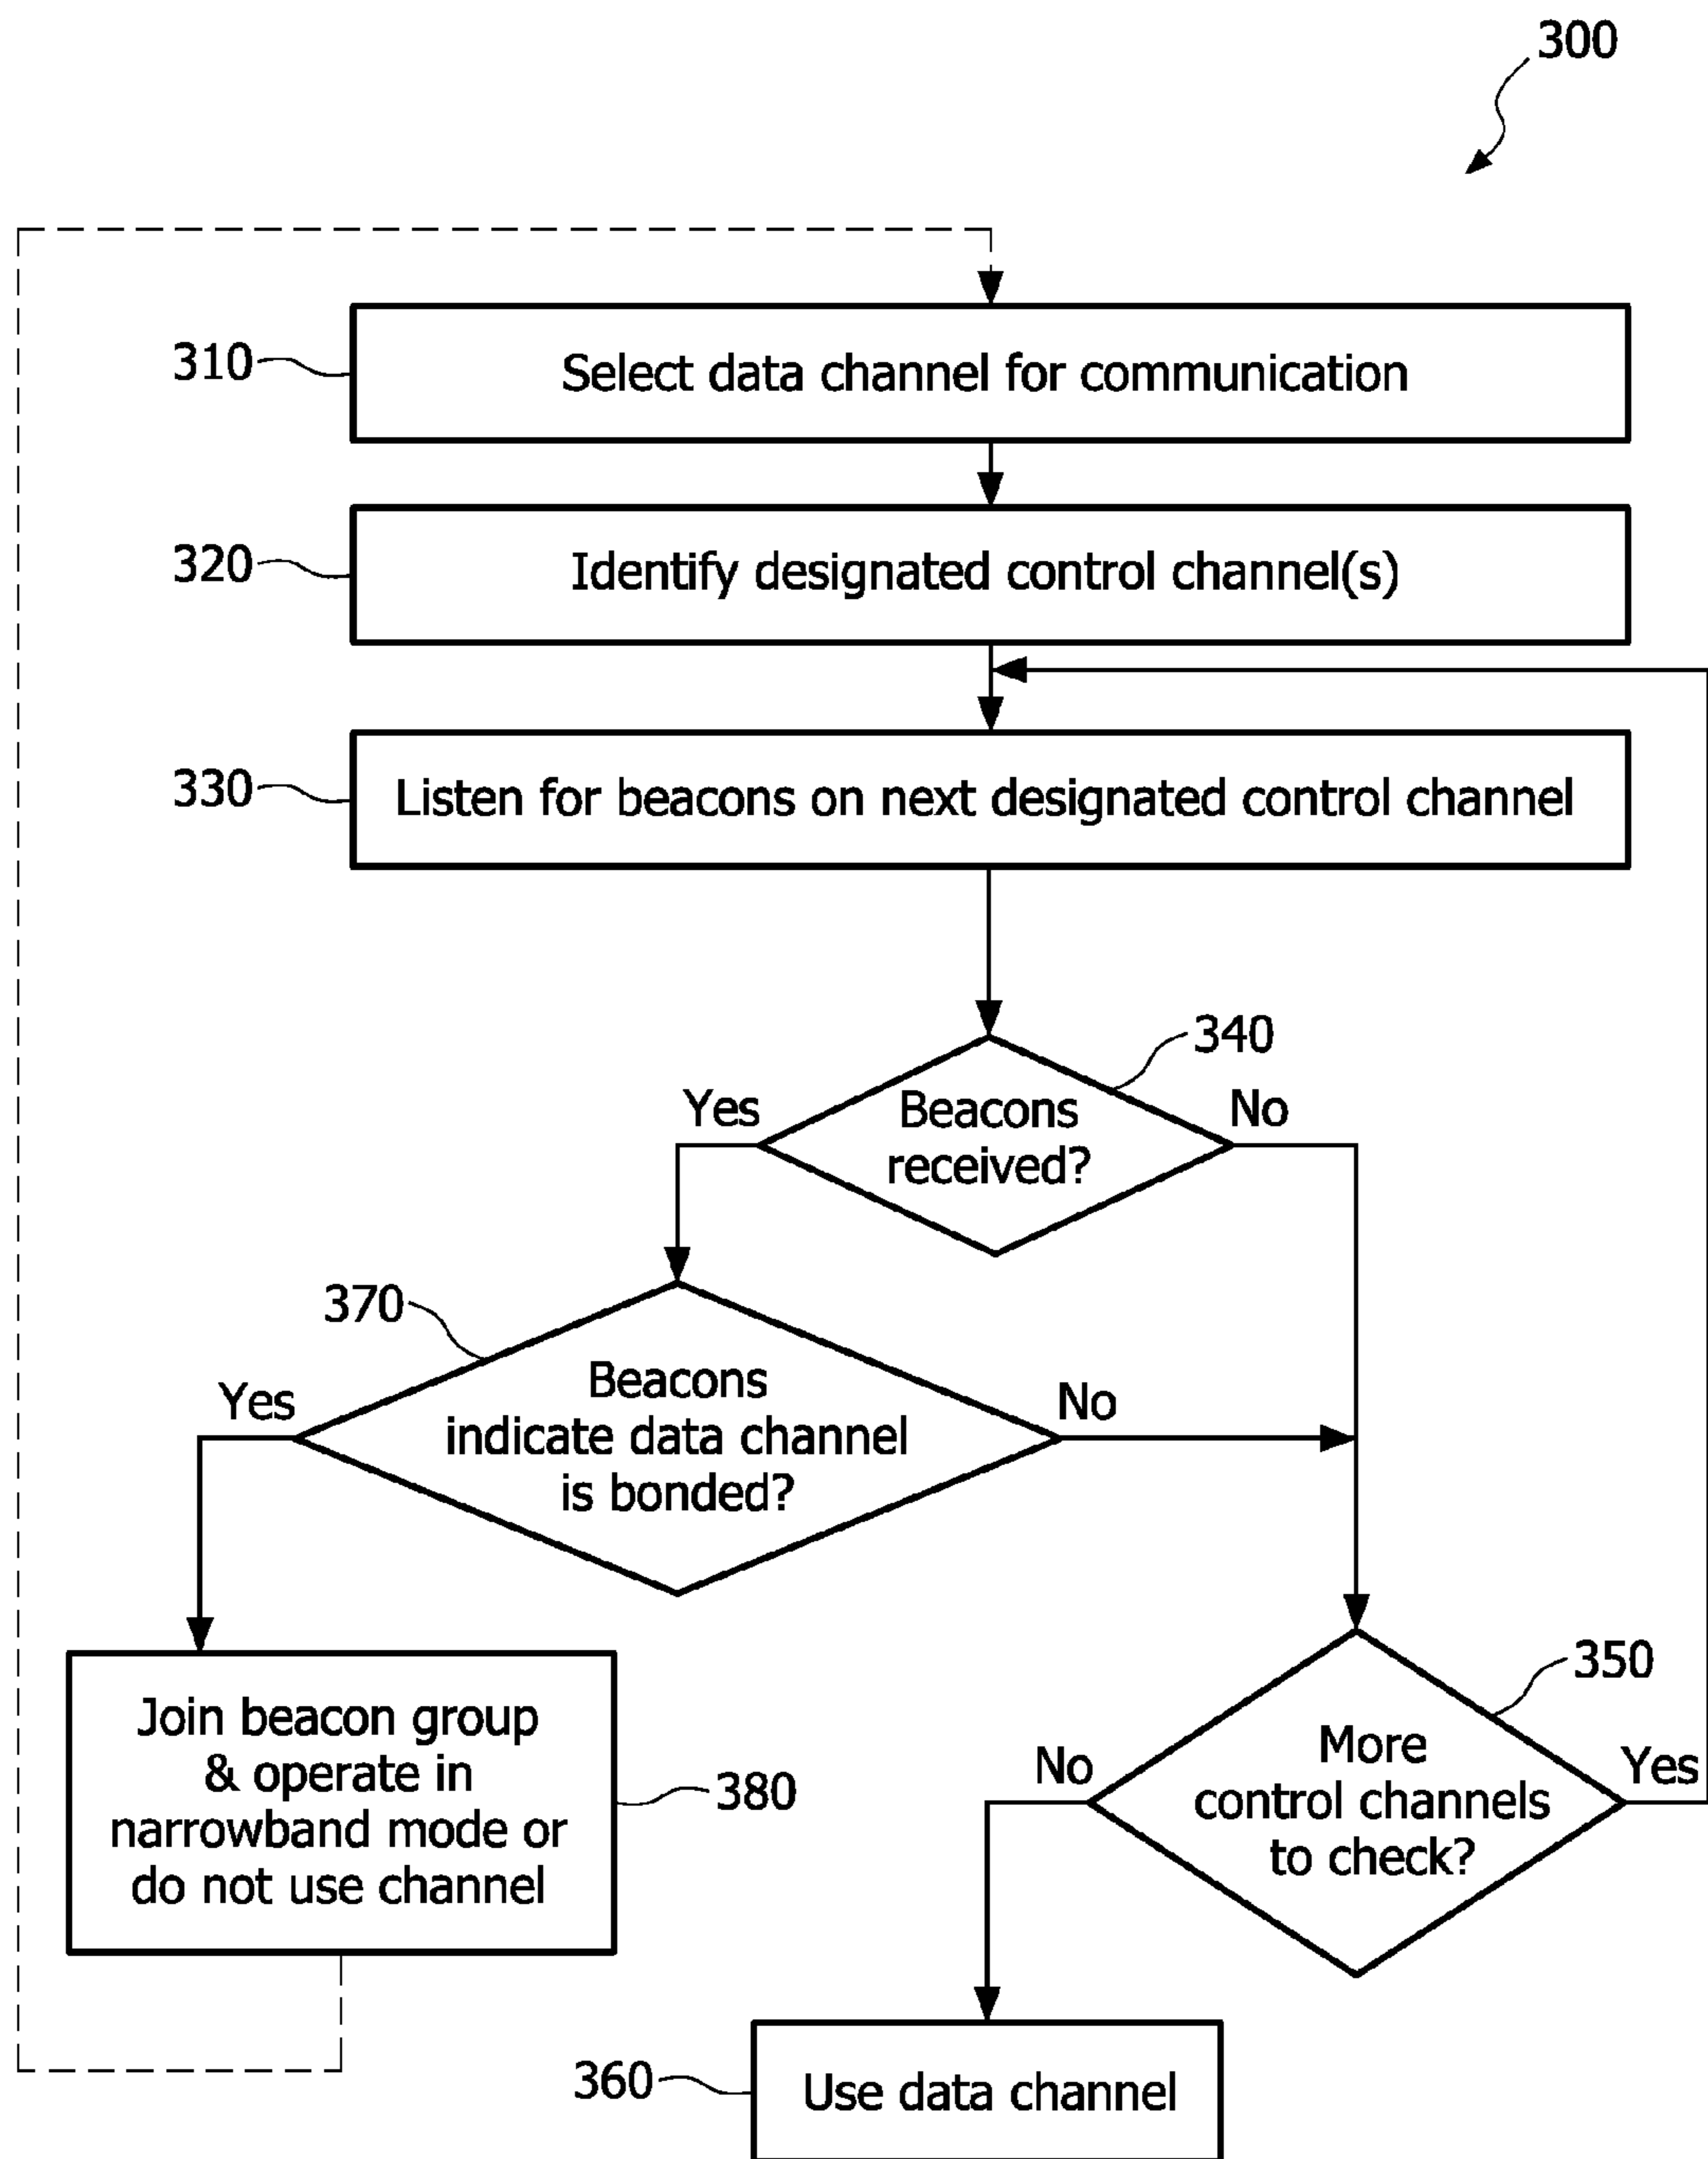 300
310
Select data channel for communication
320
Identify designated control channel(s)
330
Listen for beacons on next designated control channel
340
Yes
Beacons
received?
No
370
Yes
Beacons
indicate data channel
is bonded?
No
350
Join beacon group
& operate in
narrowband mode or
do not use channel
380
No
More
control channels
to check?
Yes
360
Use data channel